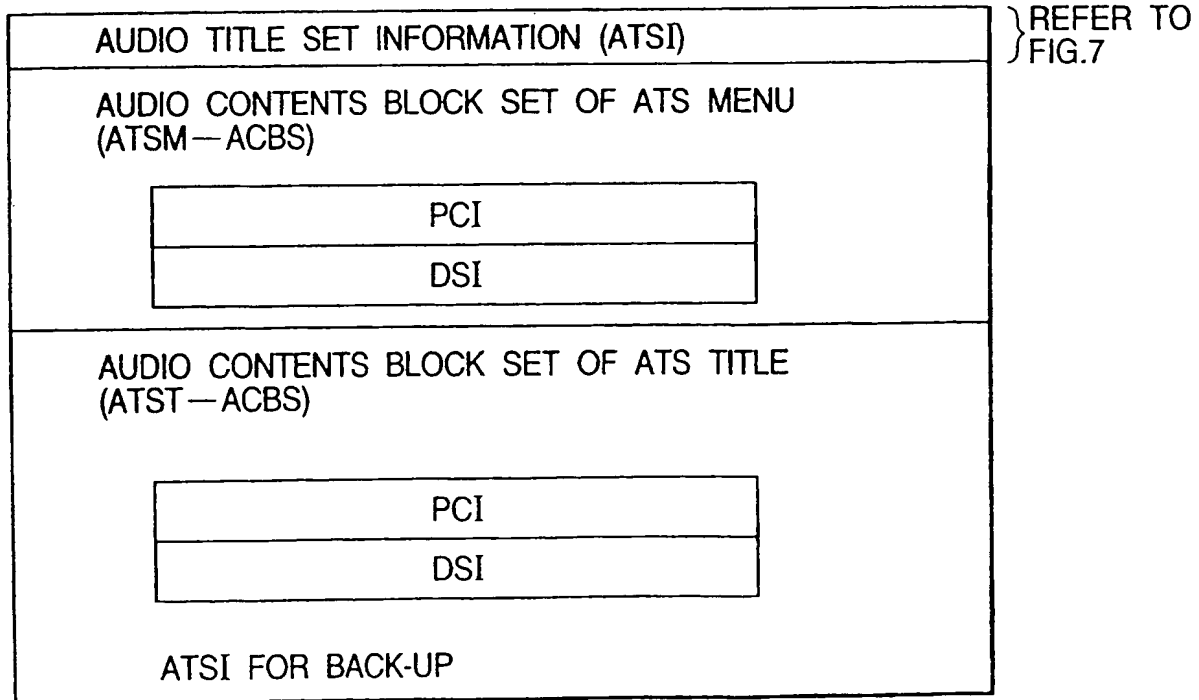 AUDIO TITLE SET INFORMATION (ATSI)
REFER TO
FIG.7
AUDIO CONTENTS BLOCK SET OF ATS MENU
(ATSM—ACBS)
PCI
DSI
AUDIO CONTENTS BLOCK SET OF ATS TITLE
(ATST—ACBS)
PCI
DSI
ATSI FOR BACK-UP